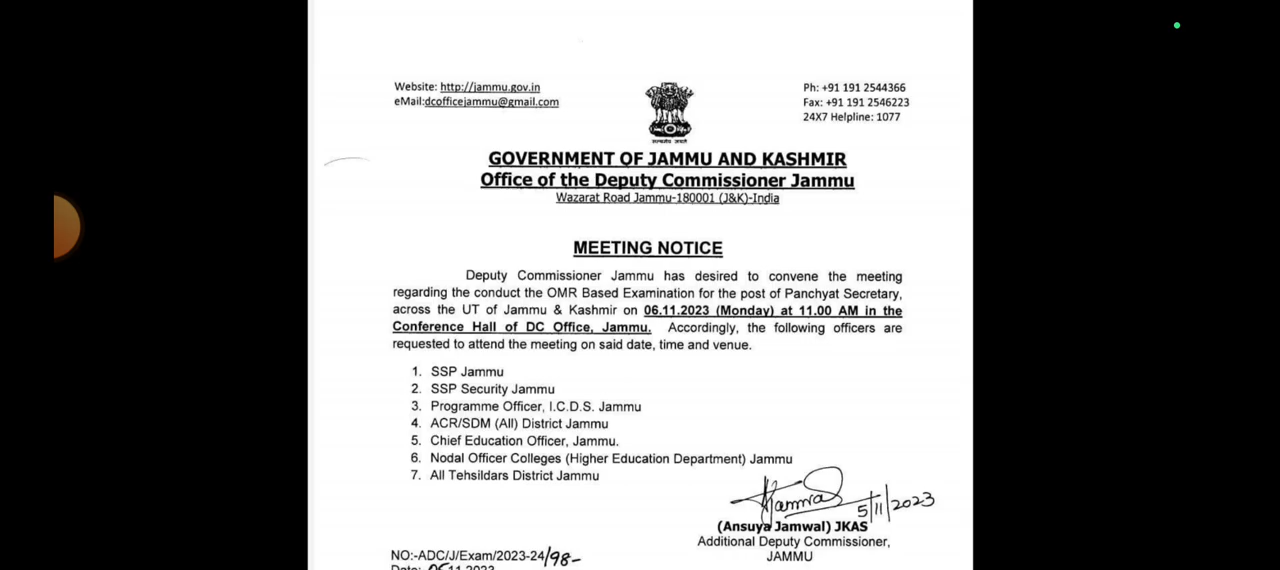 Website: http://jammu.gov.in
eMail:dcofficejammu@gmail.com
Ph: +91 191 2544366
Fax: +91 191 2546223
24X7 Helpline: 1077
सत्यमेव जयते
GOVERNMENT OF JAMMU AND KASHMIR
Office of the Deputy Commissioner Jammu
Wazarat Road Jammu-180001 (J&K)-India
MEETING NOTICE
Deputy Commissioner Jammu has desired to convene the meeting
regarding the conduct the OMR Based Examination for the post of Panchyat Secretary,
across the UT of Jammu & Kashmir on 06.11.2023 (Monday) at 11.00 AM in the
Conference Hall of DC Office, Jammu. Accordingly, the following officers are
requested to attend the meeting on said date, time and venue.
1. SSP Jammu
2. SSP Security Jammu
3. Programme Officer, I.C.D.S. Jammu
4. ACR/SDM (All) District Jammu
5. Chief Education Officer, Jammu.
6. Nodal Officer Colleges (Higher Education Department) Jammu
7. All Tehsildars District Jammu
5/11/2023
(Ansuya Jamwal) JKAS
Additional Deputy Commissioner,
JAMMU
NO:-ADC/J/Exam/2023-24/98-
Date: 05.11.2023